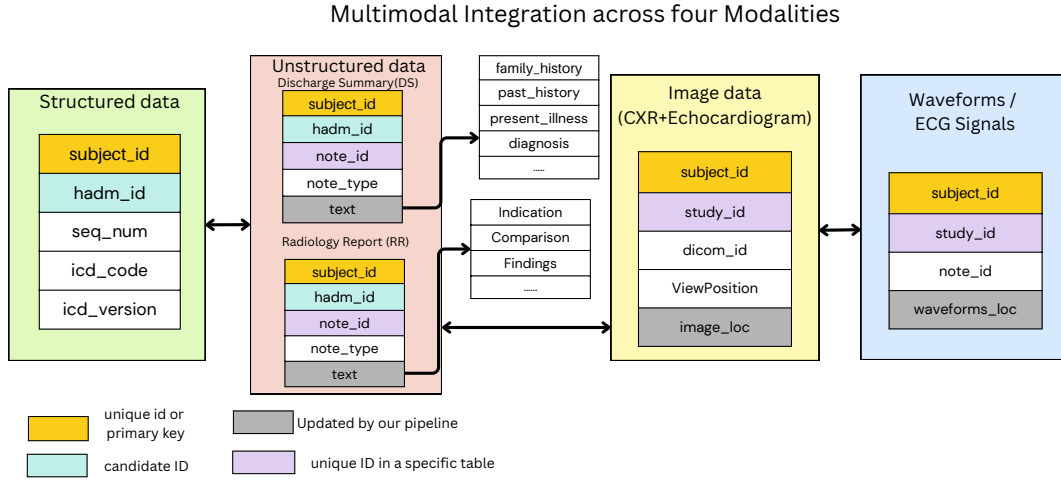 Multimodal Integration across four Modalities
Structured data
subject_id
hadm_id
seq_num
icd_code
icd_version
Unstructured data
Discharge Summary(DS)
subject_id
hadm_id
note_id
note_type
text
Radiology Report (RR)
subject_id
hadm_id
note_id
note_type
text
family_history
past_history
present_illness
diagnosis
.....
Indication
Comparison
Findings
......
Image data
(CXR+Echocardiogram)
subject_id
study_id
dicom_id
ViewPosition
image_loc
Waveforms /
ECG Signals
subject_id
study_id
note_id
waveforms_loc
unique id or
primary key
Updated by our pipeline
candidate ID
unique ID in a specific table